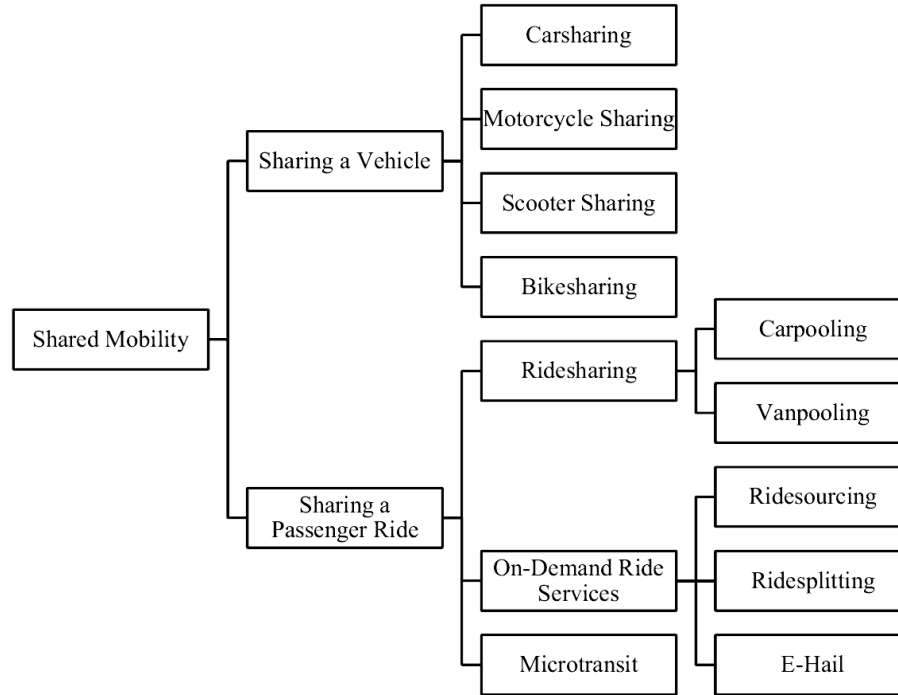 Carsharing
Motorcycle Sharing
Sharing a Vehicle
Scooter Sharing
Bikesharing
Shared Mobility
Carpooling
Ridesharing
Vanpooling
Sharing a
Passenger Ride
Ridesourcing
On-Demand Ride
Services
Ridesplitting
Microtransit
E-Hail